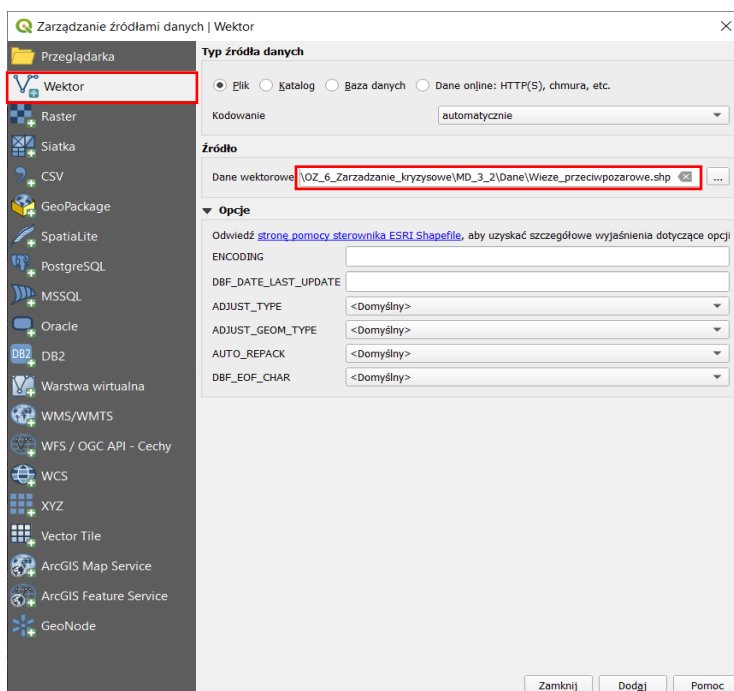 Zarządzanie źródłami danych | Wektor
Przeglądarka
Wektor
Raster
Siatka
CSV
GeoPackage
SpatiaLite
PostgreSQL
MSSQL
Oracle
DB2 DB2
Warstwa wirtualna
WMS/WMTS
WFS / OGC API - Cechy
WCS
XYZ
Vector Tile
ArcGIS Map Service
ArcGIS Feature Service
GeoNode
Typ źródła danych
Plik Katalog Baza danych Dane online: HTTP(S), chmura, etc.
Kodowanie automatycznie
Źródło
Dane wektorowe \OZ_6_Zarzadzanie_kryzysowe\MD_3_2\Dane\Wieze_przeciwpozarowe.shp ...
Opcje
Odwiedź stronę pomocy sterownika ESRI Shapefile, aby uzyskać szczegółowe wyjaśnienia dotyczące opcji
ENCODING
DBF_DATE_LAST_UPDATE
ADJUST_TYPE <Domyślny>
ADJUST_GEOM_TYPE <Domyślny>
AUTO_REPACK <Domyślny>
DBF_EOF_CHAR <Domyślny>
Zamknij Dodaj Pomoc